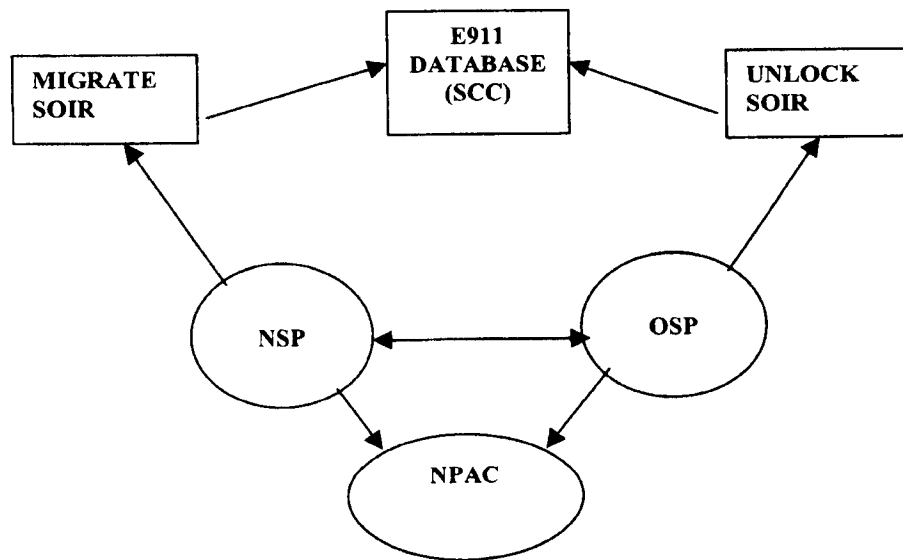 E911
DATABASE
(SCC)
MIGRATE
SOIR
UNLOCK
SOIR
NSP
OSP
NPAC